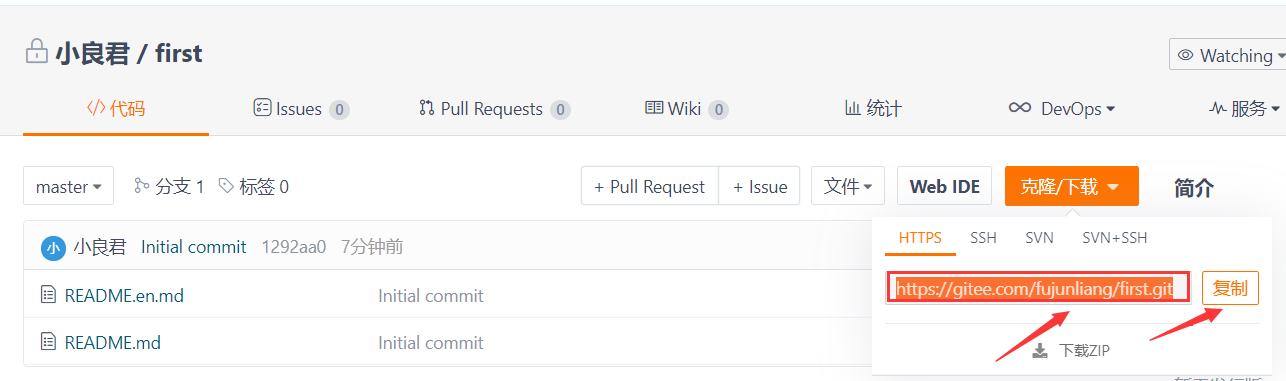 小良君 / first
Watching
代码 Issues 0 Pull Requests 0 Wiki 0 统计 DevOps 服务
master 分支 1 标签 0 + Pull Request + Issue 文件 Web IDE 克隆/下载 简介
HTTPS SSH SVN SVN+SSH
小 小良君 Initial commit 1292aa0 7分钟前
https://gitee.com/fujunliang/first.git 复制
README.en.md Initial commit
README.md Initial commit
下载ZIP